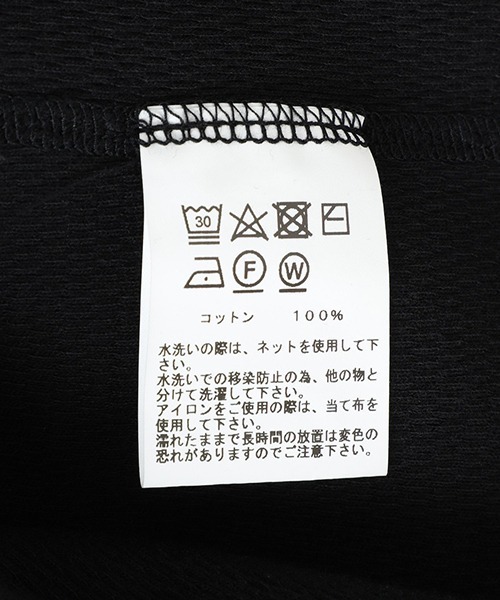 30
F W
コットン 100%
水洗いの際は、ネットを使用して下
さい。
水洗いでの移染防止の為、他の物と
分けて洗濯して下さい。
アイロンをご使用の際は、当て布を
使用して下さい。
濡れたままで長時間の放置は変色の
恐れがありますのでご注意下さい。